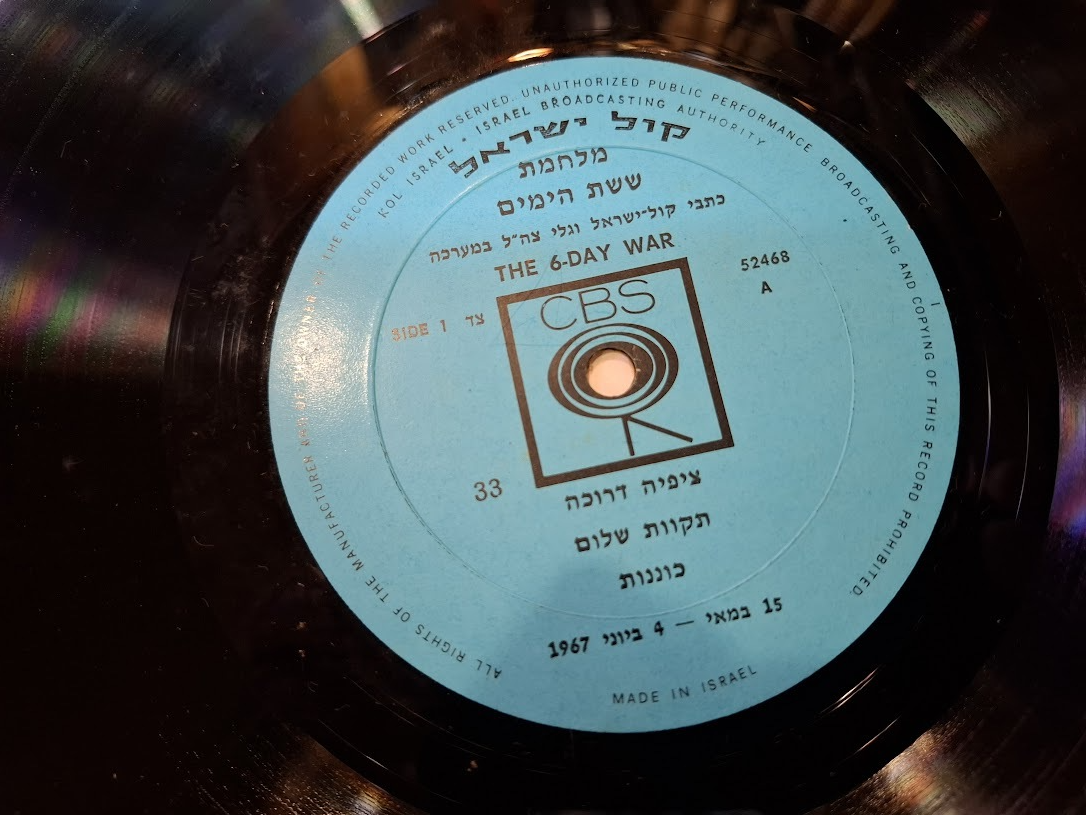 ALL RIGHTS OF THE MANUFACTURER AND OF THE OWNER OF THE RECORDED WORK RESERVED. UNAUTHORIZED PUBLIC PERFORMANCE BROADCASTING AND COPYING OF THIS RECORD PROHIBITED.
KOL ISRAEL • ISRAEL BROADCASTING AUTHORITY
קול ישראל
מלחמת
ששת הימים
כתבי קול-ישראל וגלי צה״ל במערכה
THE 6-DAY WAR
52468
A
SIDE 1 צד
CBS
33
ציפיה דרוכה
תקוות שלום
כוננות
15 במאי — 4 ביוני 1967
MADE IN ISRAEL